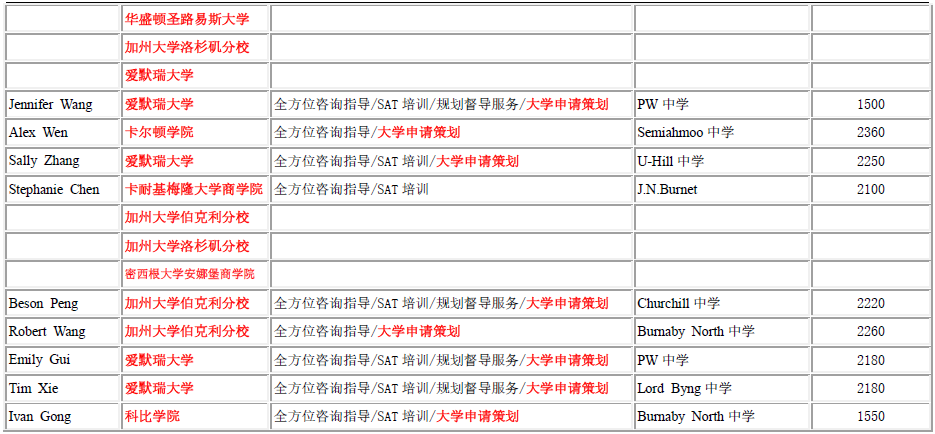 华盛顿圣路易斯大学
加州大学洛杉矶分校
爱默瑞大学
Jennifer Wang 爱默瑞大学 全方位咨询指导/SAT 培训/规划督导服务/大学申请策划 PW 中学 1500
Alex Wen 卡尔顿学院 全方位咨询指导/大学申请策划 Semiahmoo 中学 2360
Sally Zhang 爱默瑞大学 全方位咨询指导/SAT 培训/大学申请策划 U-Hill 中学 2250
Stephanie Chen 卡耐基梅隆大学商学院 全方位咨询指导/SAT 培训 J.N.Burnet 2100
加州大学伯克利分校
加州大学洛杉矶分校
密西根大学安娜堡商学院
Beson Peng 加州大学伯克利分校 全方位咨询指导/SAT 培训/规划督导服务/大学申请策划 Churchill 中学 2220
Robert Wang 加州大学伯克利分校 全方位咨询指导/大学申请策划 Burnaby North 中学 2260
Emily Gui 爱默瑞大学 全方位咨询指导/SAT 培训/规划督导服务/大学申请策划 PW 中学 2180
Tim Xie 爱默瑞大学 全方位咨询指导/SAT 培训/规划督导服务/大学申请策划 Lord Byng 中学 2180
Ivan Gong 科比学院 全方位咨询指导/SAT 培训/大学申请策划 Burnaby North 中学 1550